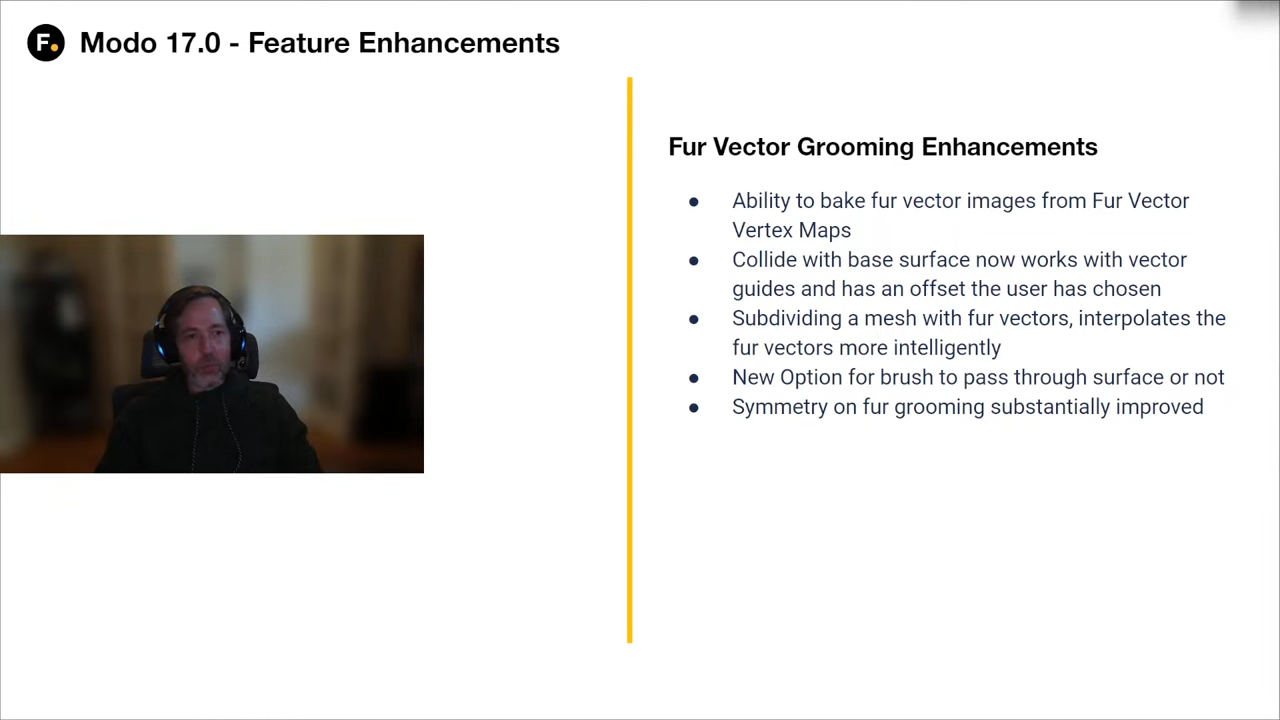 F.
Modo 17.0 - Feature Enhancements
Fur Vector Grooming Enhancements
● Ability to bake fur vector images from Fur Vector
Vertex Maps
● Collide with base surface now works with vector
guides and has an offset the user has chosen
● Subdividing a mesh with fur vectors, interpolates the
fur vectors more intelligently
● New Option for brush to pass through surface or not
● Symmetry on fur grooming substantially improved